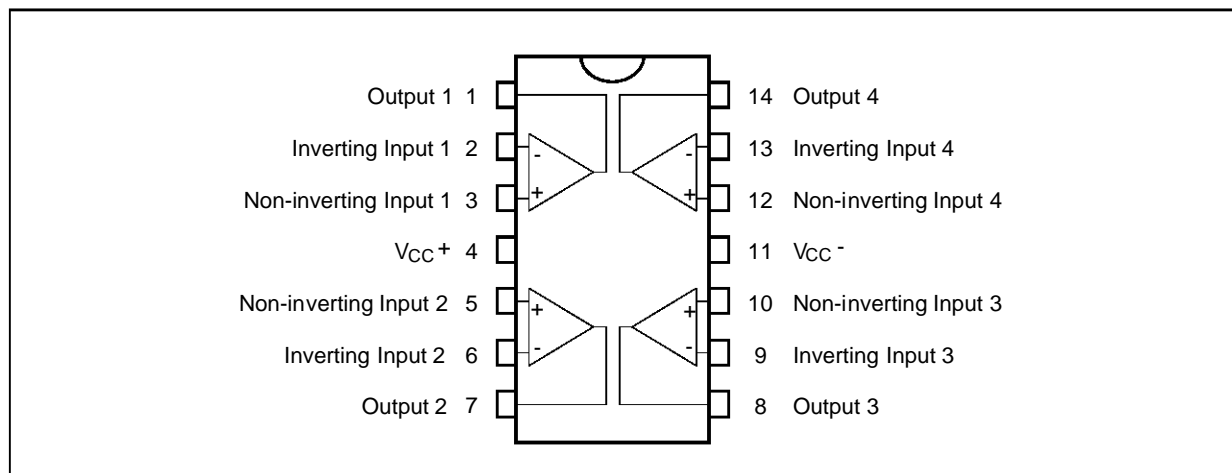 Output 1 1 14 Output 4
Inverting Input 1 2 - - 13 Inverting Input 4
Non-inverting Input 1 3 + + 12 Non-inverting Input 4
VCC + 4 11 VCC -
Non-inverting Input 2 5 + + 10 Non-inverting Input 3
Inverting Input 2 6 - - 9 Inverting Input 3
Output 2 7 8 Output 3